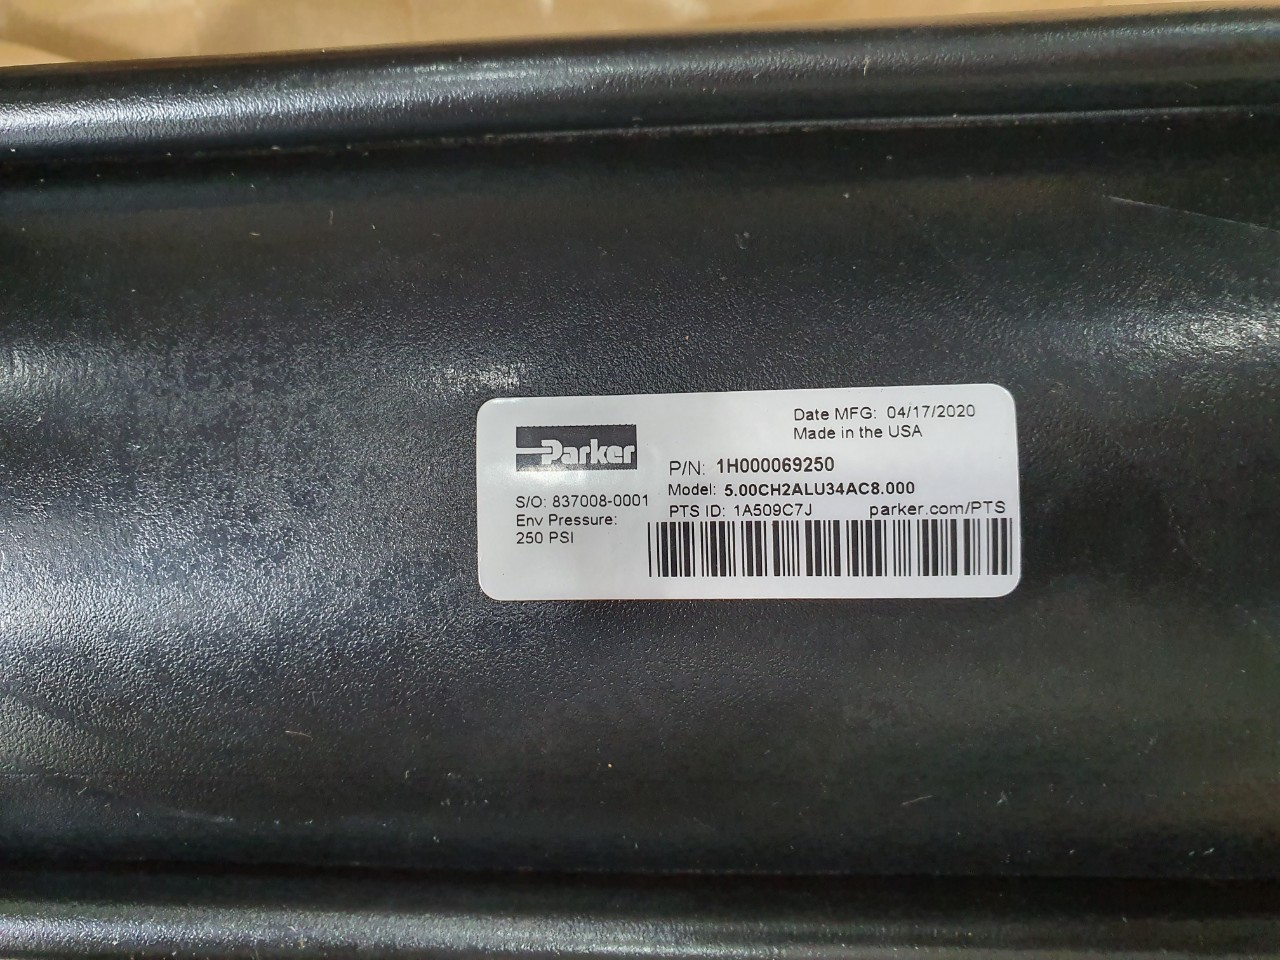 Parker
Date MFG: 04/17/2020
Made in the USA
P/N: 1H000069250
Model: 5.00CH2ALU34AC8.000
S/O: 837008-0001
PTS ID: 1A509C7J parker.com/PTS
Env Pressure:
250 PSI